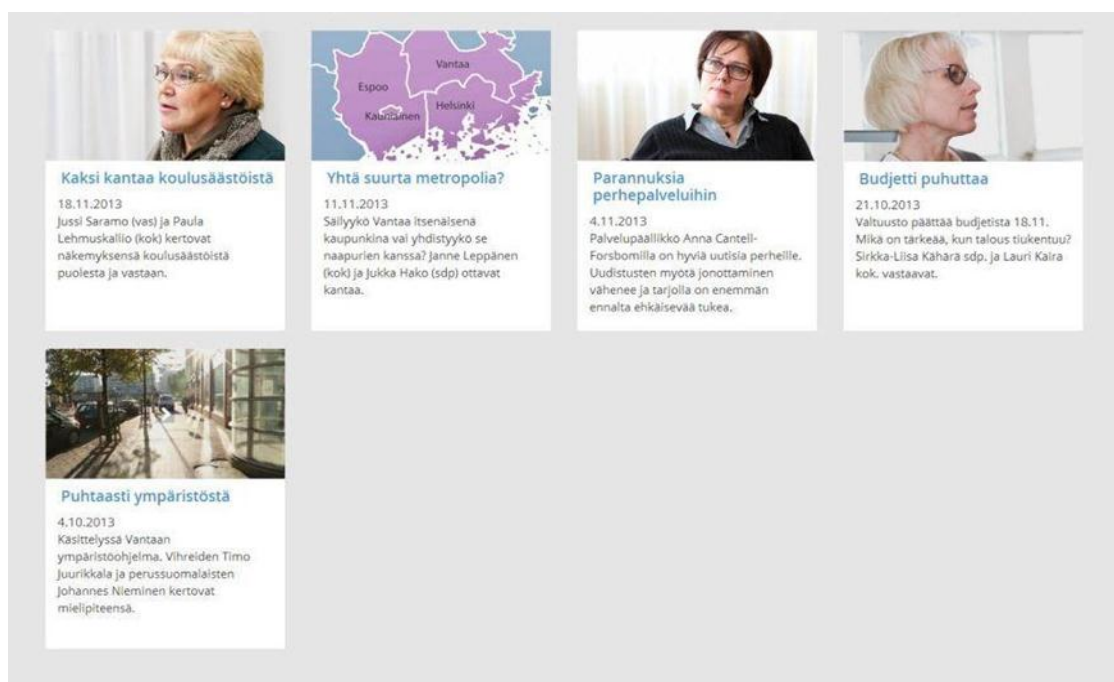 Kaksi kantaa koulusäästöistä
18.11.2013
Jussi Saramo (vas) ja Paula
Lehmuskallio (kok) kertovat
näkemyksensä koulusäästöistä
puolesta ja vastaan.
Vantaa
Espoo
Helsinki
Kauniainen
Yhtä suurta metropolia?
11.11.2013
Säilyykö Vantaa itsenäisenä
kaupunkina vai yhdistyykö se
naapurien kanssa? Janne Leppänen
(kok) ja Jukka Hako (sdp) ottavat
kantaa.
Parannuksia
perhepalveluihin
4.11.2013
Palvelupäällikkö Anna Cantell-
Forsbomilla on hyviä uutisia perheille.
Uudistusten myötä jonottaminen
vähenee ja tarjolla on enemmän
ennalta ehkäisevää tukea.
Budjetti puhuttaa
21.10.2013
Valtuusto päättää budjetista 18.11.
Mikä on tärkeää, kun talous tiukentuu?
Sirkka-Liisa Kähärä sdp. ja Lauri Kaira
kok. vastaavat.
Puhtaasti ympäristöstä
4.10.2013
Käsittelyssä Vantaan
ympäristöohjelma. Vihreiden Timo
Juurikkala ja perussuomalaisten
Johannes Nieminen kertovat
mielipiteensä.